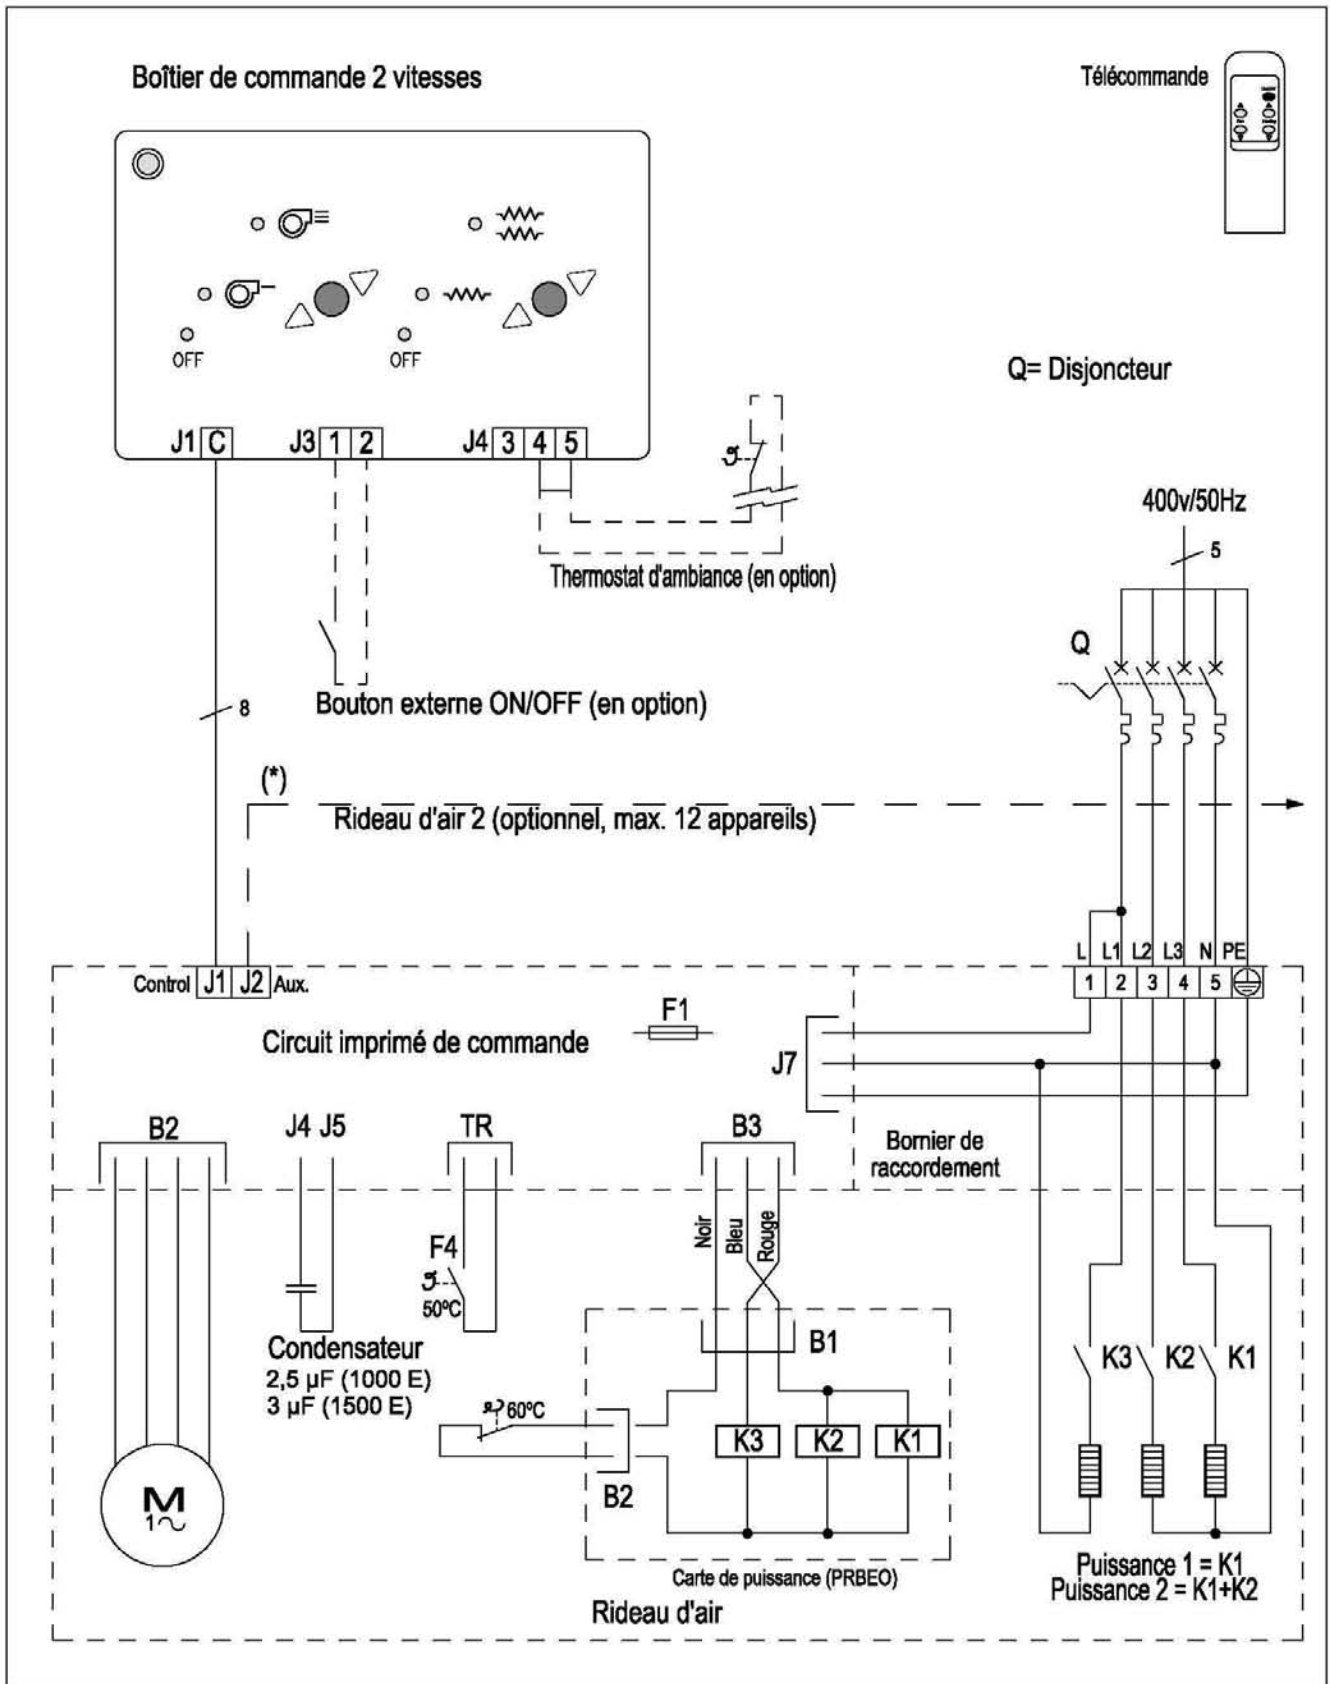 Boîtier de commande 2 vitesses
Télécommande
OFF
OFF
Q= Disjoncteur
J1 C
J3 1 2
J4 3 4 5
400v/50Hz
5
Thermostat d'ambiance (en option)
Q
8
Bouton externe ON/OFF (en option)
(*)
Rideau d'air 2 (optionnel, max. 12 appareils)
L L1 L2 L3 N PE
Control J1 J2 Aux.
1 2 3 4 5
F1
Circuit imprimé de commande
J7
B2
J4 J5
TR
B3
Bornier de
raccordement
Noir
Bleu
Rouge
F4
50ºC
B1
Condensateur
2,5 µF (1000 E)
3 µF (1500 E)
K3 K2 K1
60ºC
K3 K2 K1
B2
M
1
Carte de puissance (PRBEO)
Puissance 1 = K1
Puissance 2 = K1+K2
Rideau d'air